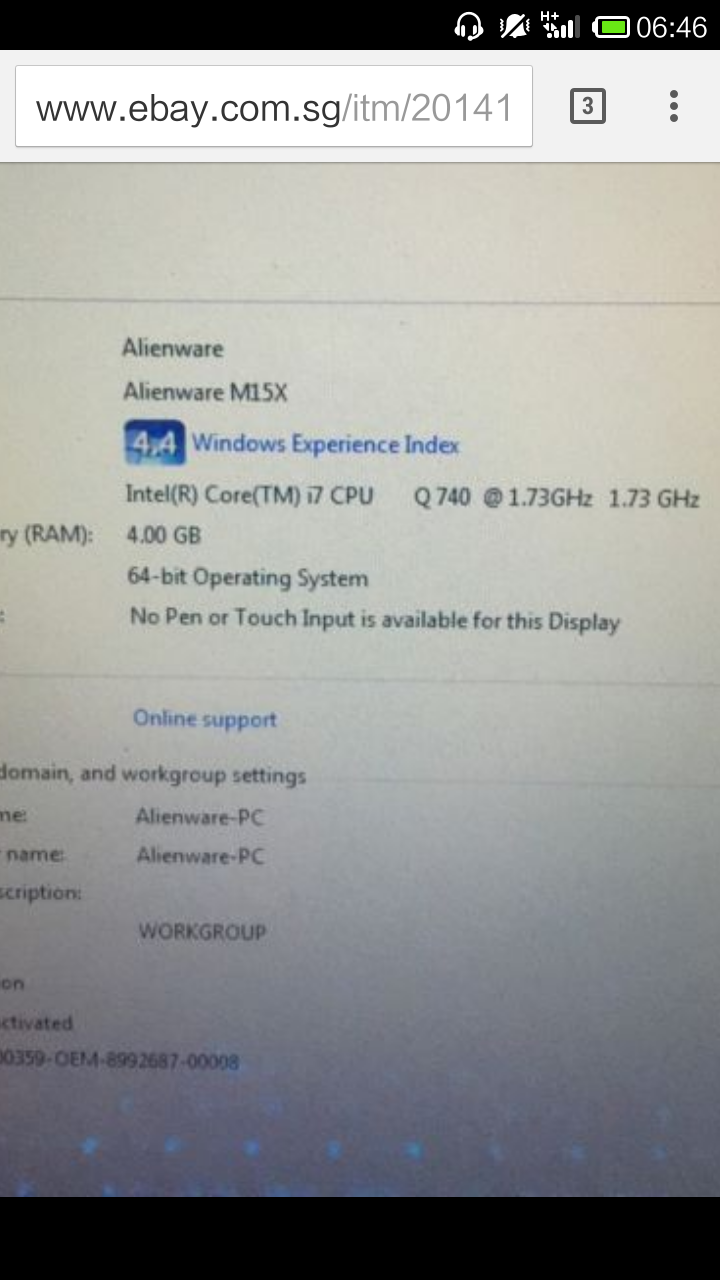 H+
06:46
www.ebay.com.sg/itm/20141
3
Alienware
Alienware M15X
4.4 Windows Experience Index
Intel(R) Core(TM) i7 CPU Q 740 @ 1.73GHz 1.73 GHz
ry (RAM): 4.00 GB
64-bit Operating System
: No Pen or Touch Input is available for this Display
Online support
domain, and workgroup settings
me: Alienware-PC
name: Alienware-PC
scription:
WORKGROUP
on
ctivated
00359-OEM-8992687-00008